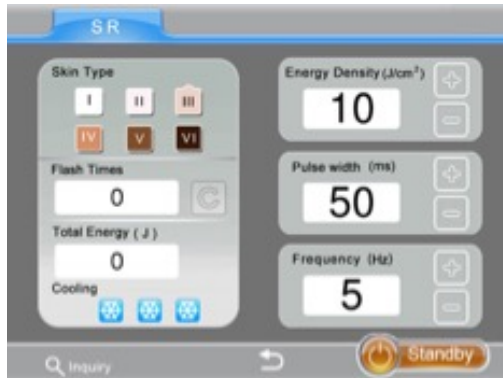 SR
Skin Type
I II III
IV V VI
Flash Times
0
C
Total Energy ( J )
0
Cooling
Energy Density (J/cm²)
10
Pulse width (ms)
50
Frequency (Hz)
5
Inquiry
Standby